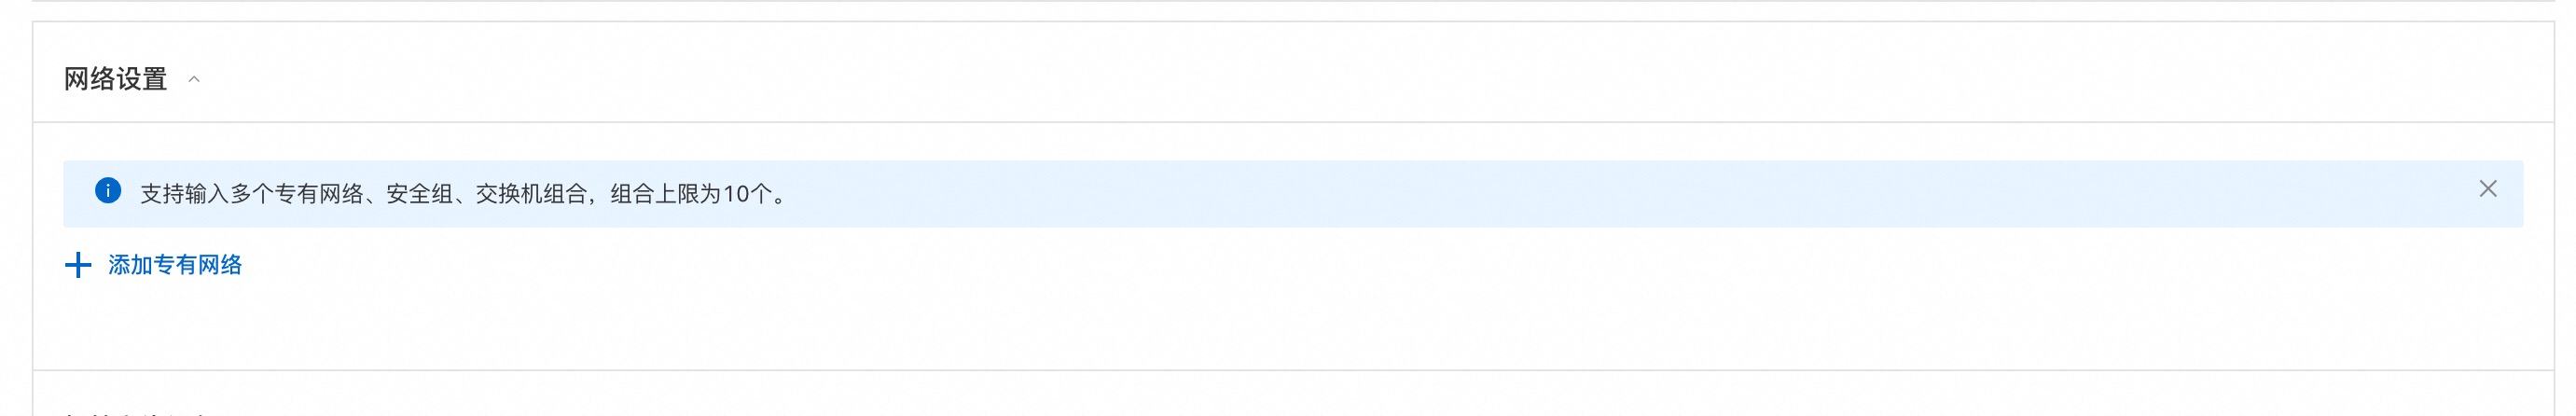 网络设置
支持输入多个专有网络、安全组、交换机组合，组合上限为10个。
添加专有网络